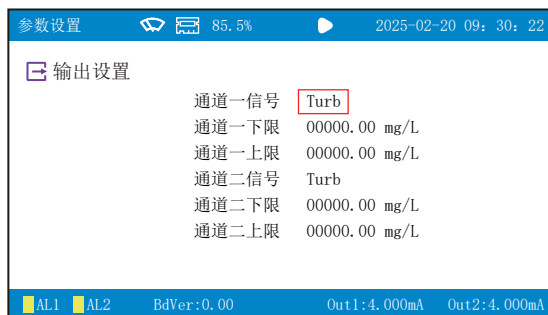 参数设置 85.5% 2025-02-20 09: 30: 22
输出设置
通道一信号 Turb
通道一下限 00000.00 mg/L
通道一上限 00000.00 mg/L
通道二信号 Turb
通道二下限 00000.00 mg/L
通道二上限 00000.00 mg/L
AL1 AL2 BdVer:0.00 Out1:4.000mA Out2:4.000mA